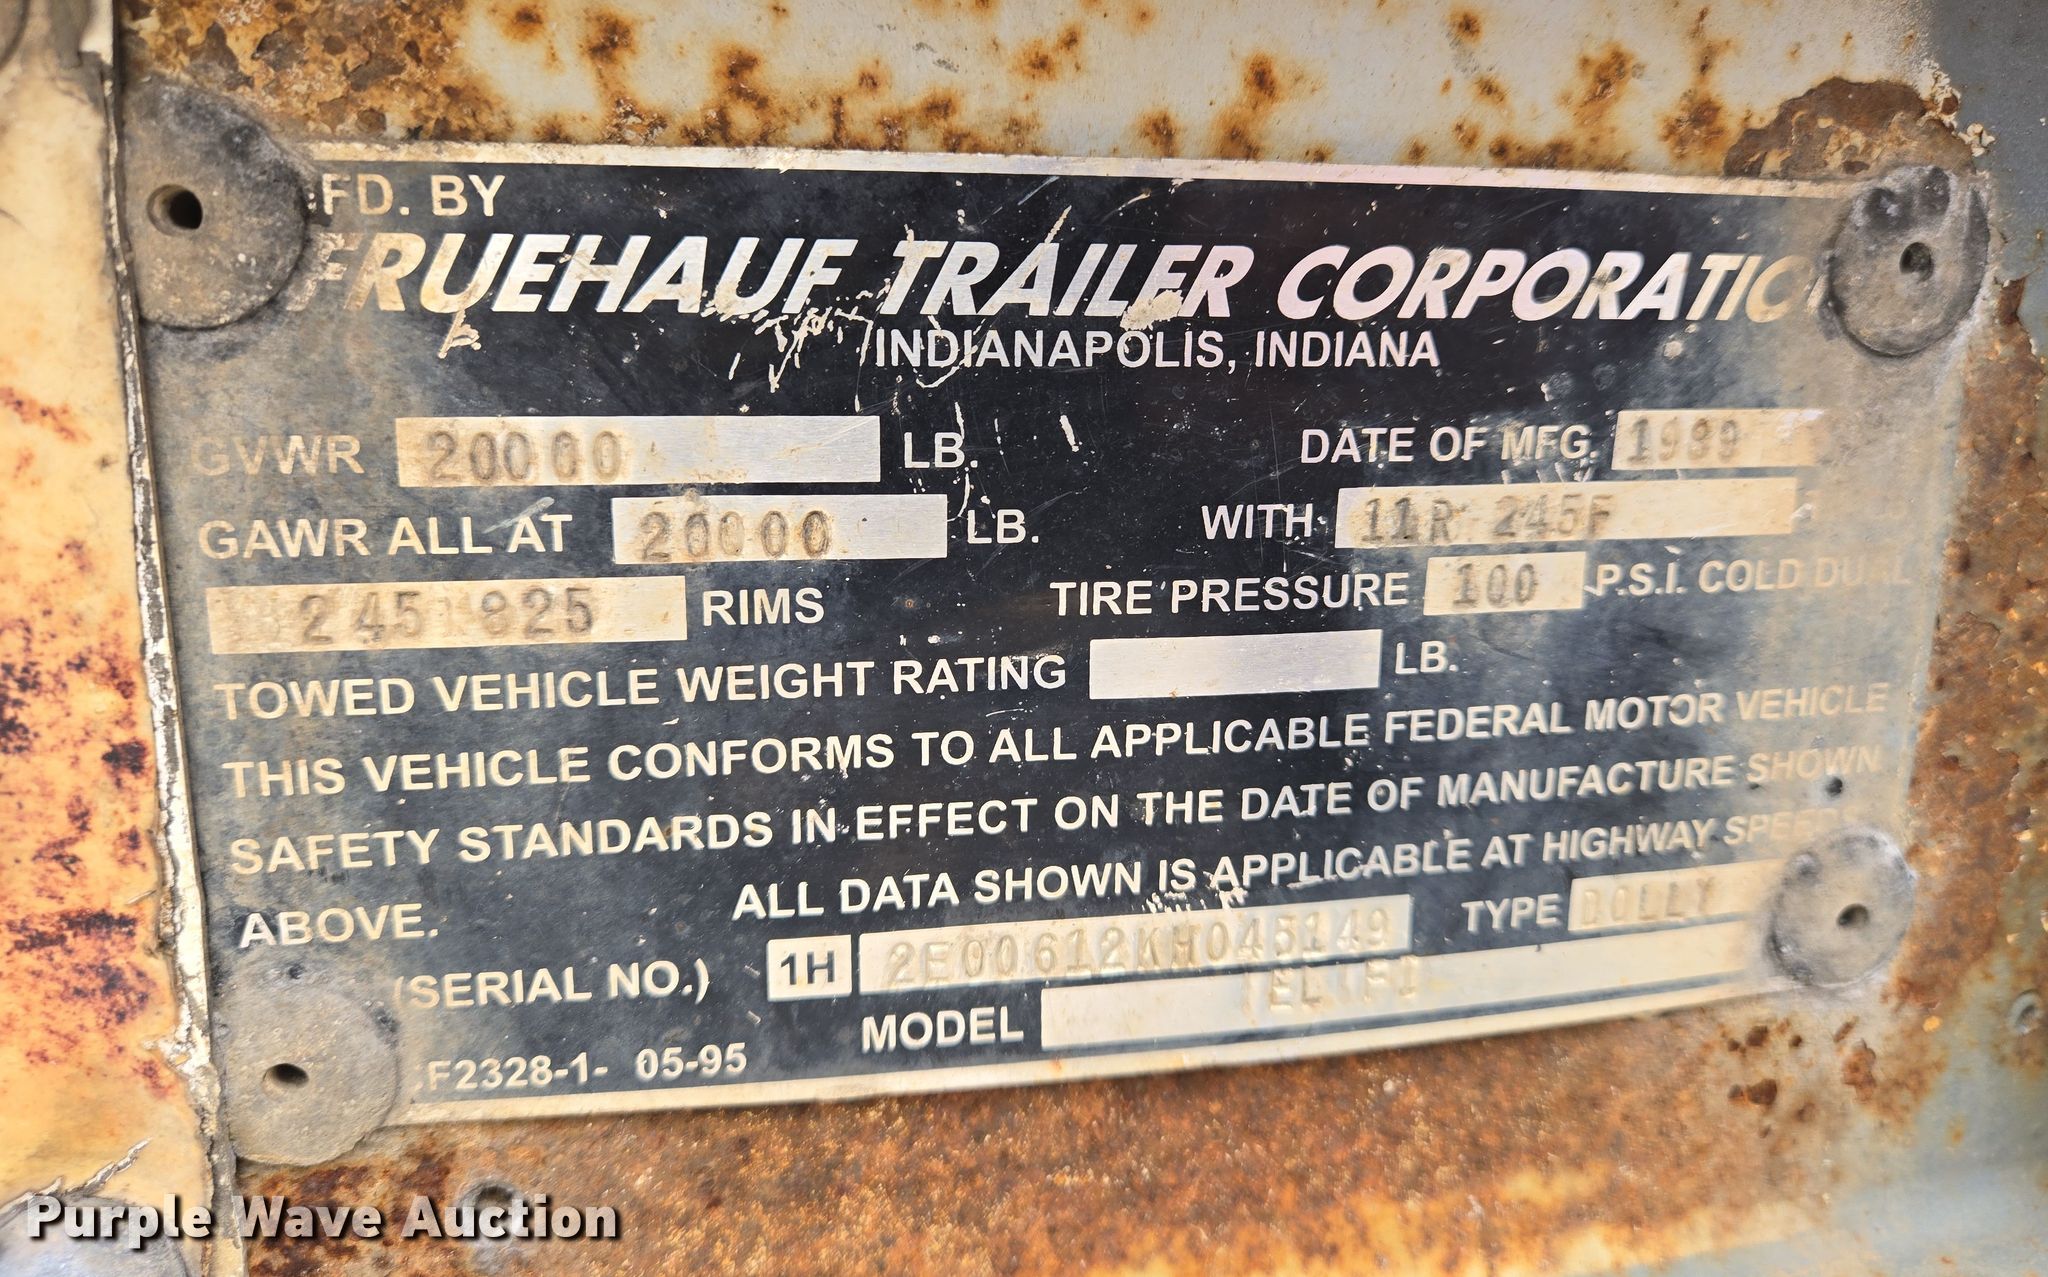 FD. BY
FRUEHAUF TRAILER CORPORATIO
INDIANAPOLIS, INDIANA
GVWR 20000 LB. DATE OF MFG. 1989
GAWR ALL AT 20000 LB. WITH 11R 245F
245 825 RIMS TIRE PRESSURE 100 P.S.I. COLD DUAL
TOWED VEHICLE WEIGHT RATING LB.
THIS VEHICLE CONFORMS TO ALL APPLICABLE FEDERAL MOTOR VEHICLE
SAFETY STANDARDS IN EFFECT ON THE DATE OF MANUFACTURE SHOWN
ABOVE. ALL DATA SHOWN IS APPLICABLE AT HIGHWAY SPEEDS
(SERIAL NO.) 1H 2E00612KH045149 TYPE DOLLY
MODEL
F2328-1- 05-95
Purple Wave Auction